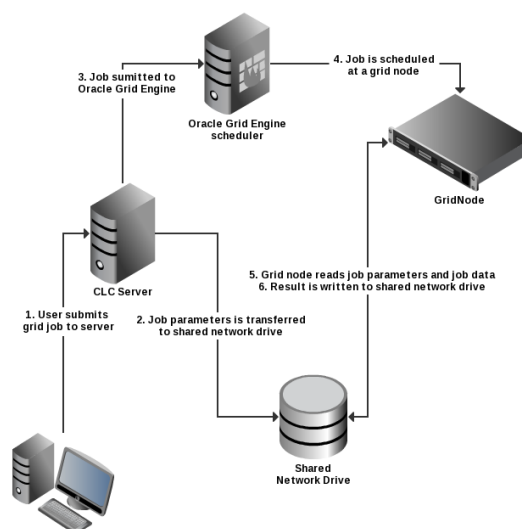 3. Job sumitted to
Oracle Grid Engine
4. Job is scheduled
at a grid node
Oracle Grid Engine
scheduler
GridNode
CLC Server
1. User submits
grid job to server
2. Job parameters is transferred
to shared network drive
5. Grid node reads job parameters and job data
6. Result is written to shared network drive
Shared
Network Drive